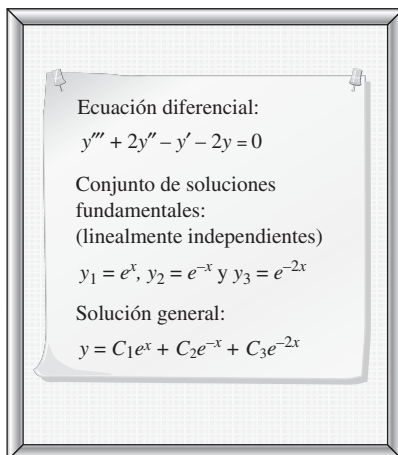 Ecuación diferencial:
y‴ + 2y″ – y′ – 2y = 0
Conjunto de soluciones
fundamentales:
(linealmente independientes)
y₁ = eˣ, y₂ = e⁻ˣ y y₃ = e⁻²ˣ
Solución general:
y = C₁eˣ + C₂e⁻ˣ + C₃e⁻²ˣ